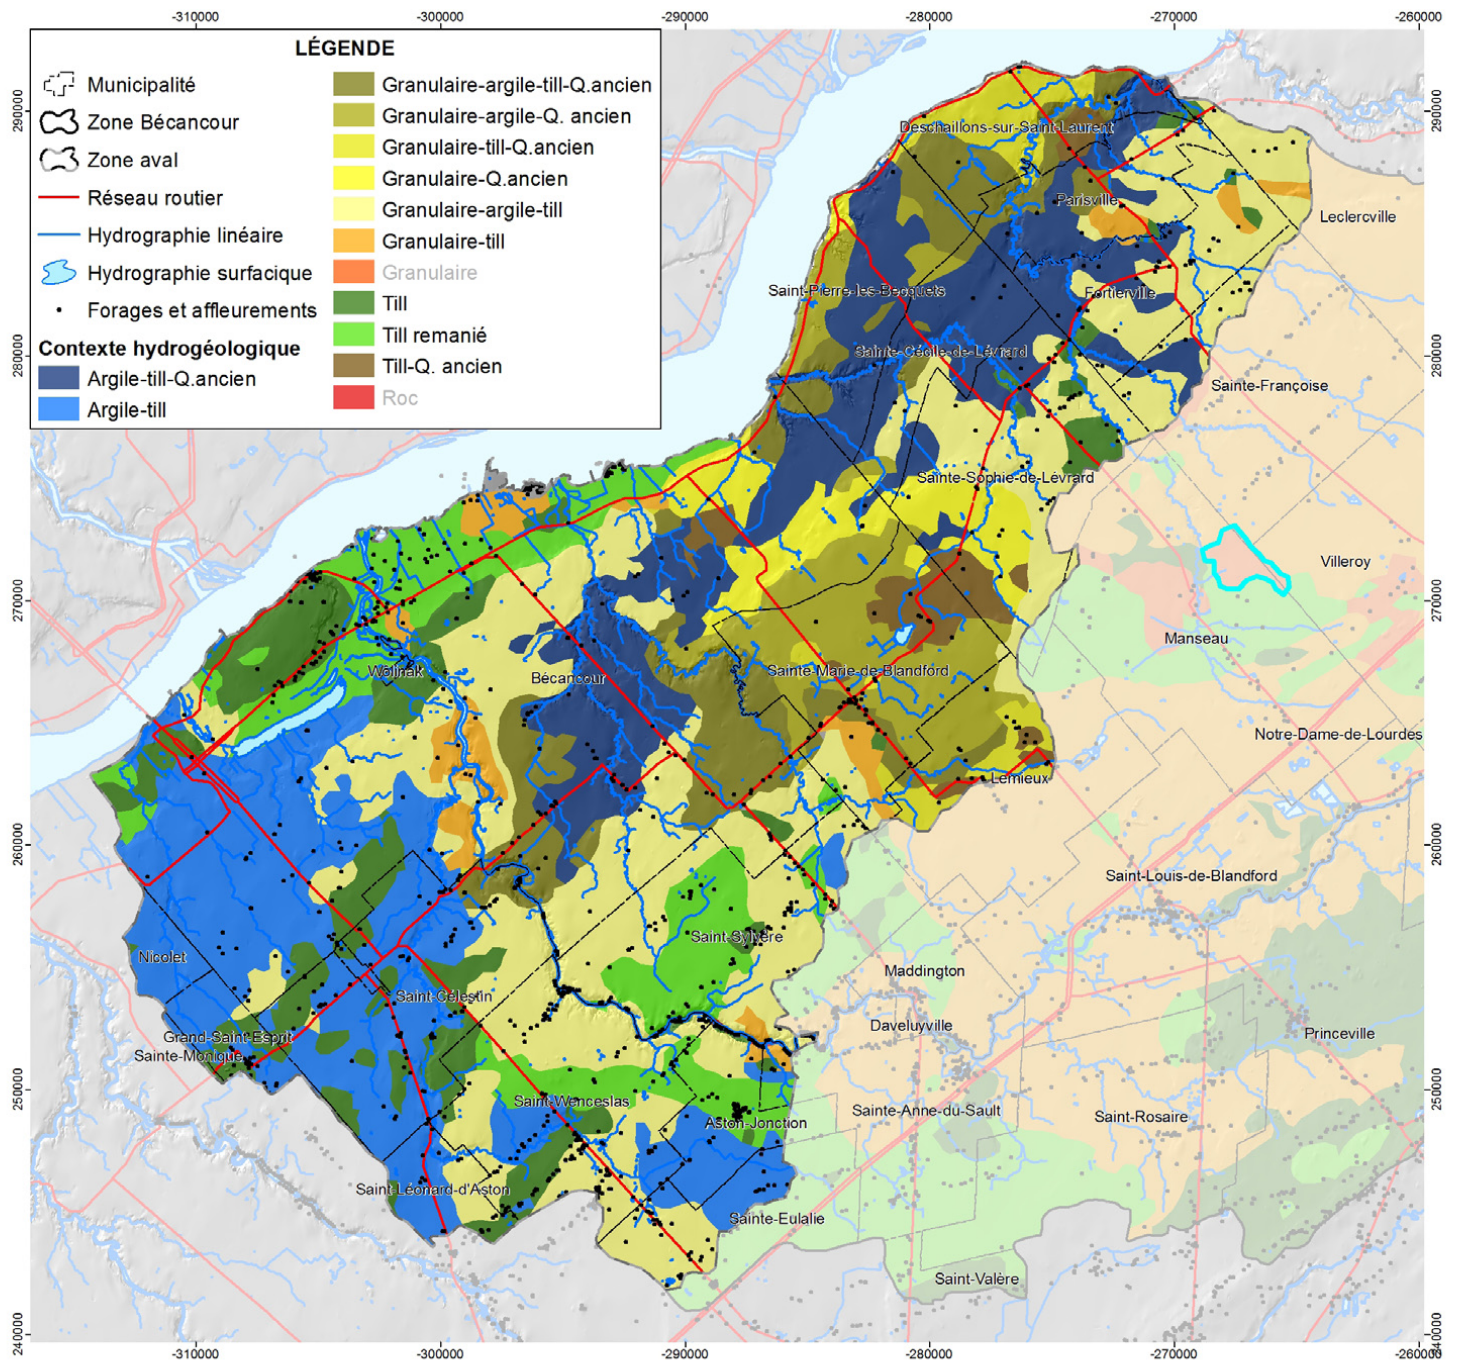 -310000 -300000 -290000 -280000 -270000 -260000
LÉGENDE
Municipalité
Zone Bécancour
Zone aval
Réseau routier
Hydrographie linéaire
Hydrographie surfacique
Forages et affleurements
Contexte hydrogéologique
Argile-till-Q.ancien
Argile-till
Granulaire-argile-till-Q.ancien
Granulaire-argile-Q. ancien
Granulaire-till-Q.ancien
Granulaire-Q.ancien
Granulaire-argile-till
Granulaire-till
Granulaire
Till
Till remanié
Till-Q. ancien
Roc
290000
290000
Deschaillons-sur-Saint-Laurent
Parisville
Leclercville
Saint-Pierre-les-Becquets
Fortierville
280000
280000
Sainte-Cécile-de-Lévrard
Sainte-Françoise
Sainte-Sophie-de-Lévrard
Villeroy
270000
270000
Manseau
Wôlinak
Bécancour
Sainte-Marie-de-Blandford
Notre-Dame-de-Lourdes
Lemieux
260000
260000
Saint-Louis-de-Blandford
Saint-Sylvère
Nicolet
Maddington
Saint-Célestin
Daveluyville
Princeville
Grand-Saint-Esprit
Sainte-Monique
250000
250000
Saint-Wenceslas
Sainte-Anne-du-Sault
Saint-Rosaire
Aston-Jonction
Saint-Léonard-d'Aston
Sainte-Eulalie
Saint-Valère
240000
240000
-310000 -300000 -290000 -280000 -270000 -260000